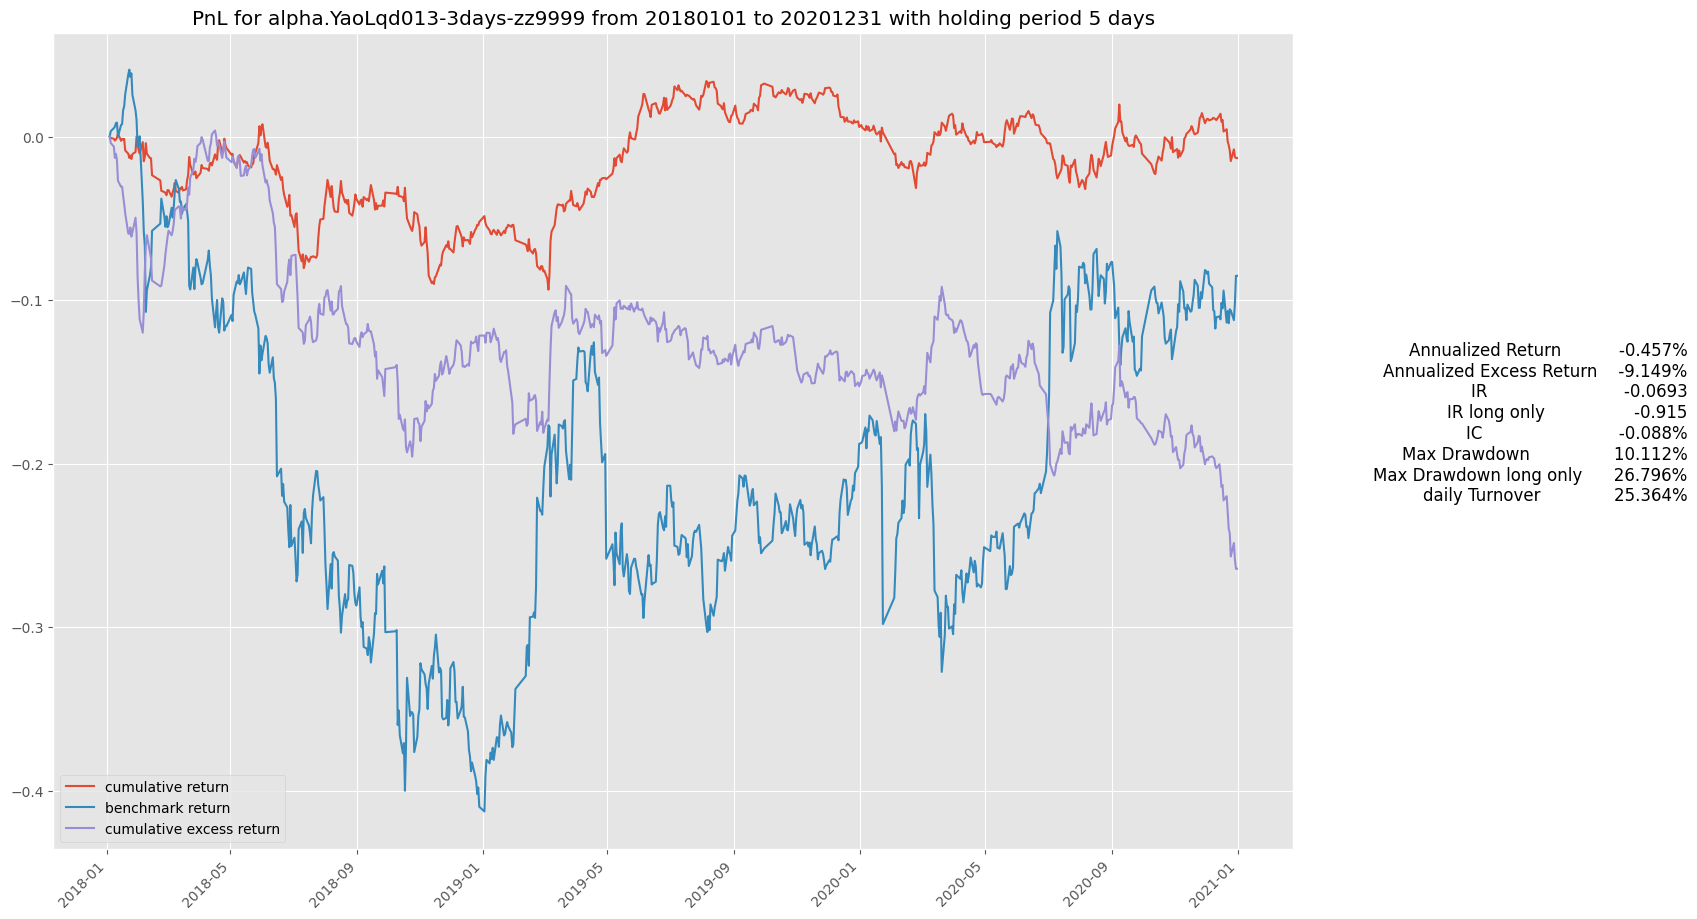 PnL for alpha.YaoLqd013-3days-zz9999 from 20180101 to 20201231 with holding period 5 days
0.0
−0.1
−0.2
−0.3
−0.4
2018-01
2018-05
2018-09
2019-01
2019-05
2019-09
2020-01
2020-05
2020-09
2021-01
cumulative return
benchmark return
cumulative excess return
Annualized Return -0.457%
Annualized Excess Return -9.149%
IR -0.0693
IR long only -0.915
IC -0.088%
Max Drawdown 10.112%
Max Drawdown long only 26.796%
daily Turnover 25.364%